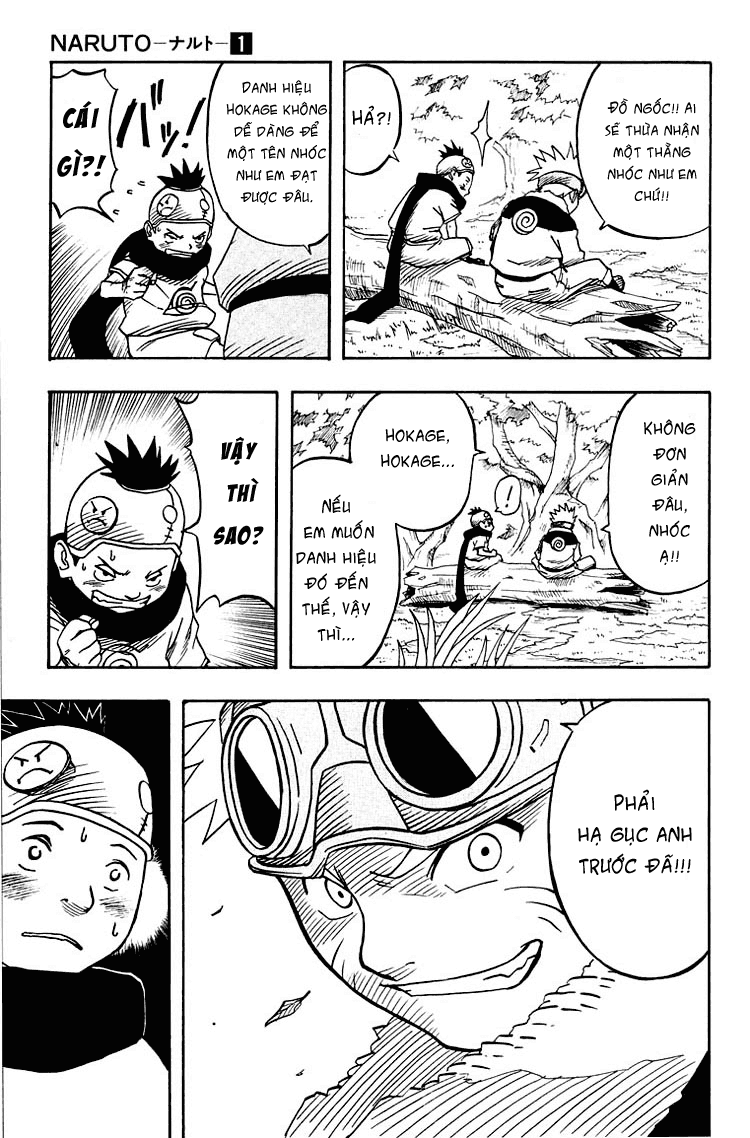 NARUTO—ナルト—1
ĐỒ NGỐC!! AI
SẼ THỪA NHẬN
MỘT THẰNG
NHÓC NHƯ EM
CHỨ!!
HẢ?!
DANH HIỆU
HOKAGE KHÔNG
DỄ DÀNG ĐỂ
MỘT TÊN NHÓC
NHƯ EM ĐẠT
ĐƯỢC ĐÂU.
バッ!
CÁI
GÌ?!
KHÔNG
ĐƠN
GIẢN
ĐÂU,
NHÓC
Ạ!!
!
HOKAGE,
HOKAGE...
NẾU
EM MUỐN
DANH HIỆU
ĐÓ ĐẾN
THẾ, VẬY
THÌ...
VẬY
THÌ
SAO?
PHẢI
HẠ GỤC ANH
TRƯỚC ĐÃ!!!